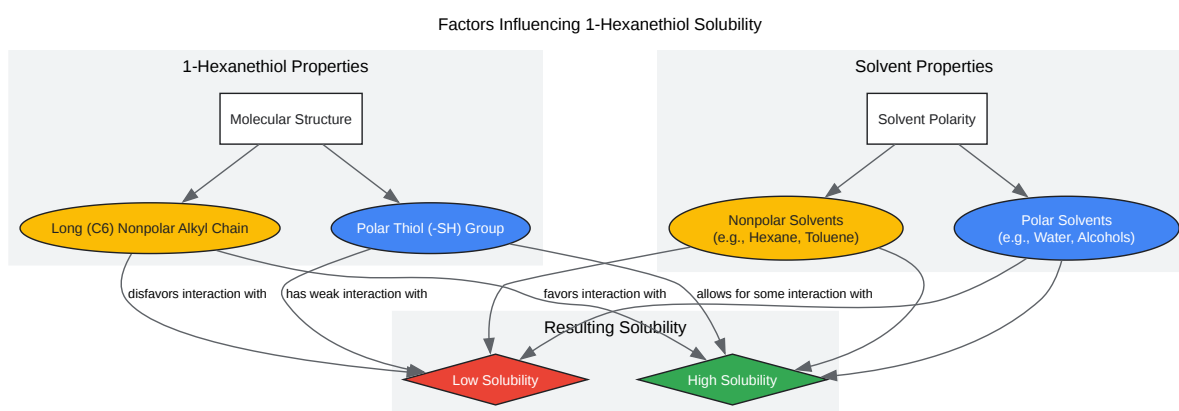 Factors Influencing 1-Hexanethiol Solubility
1-Hexanethiol Properties
Solvent Properties
Molecular Structure
Solvent Polarity
Long (C6) Nonpolar Alkyl Chain
Polar Thiol (-SH) Group
Nonpolar Solvents
(e.g., Hexane, Toluene)
Polar Solvents
(e.g., Water, Alcohols)
disfavors interaction with
has weak interaction with
favors interaction with
allows for some interaction with
Resulting Solubility
Low Solubility
High Solubility